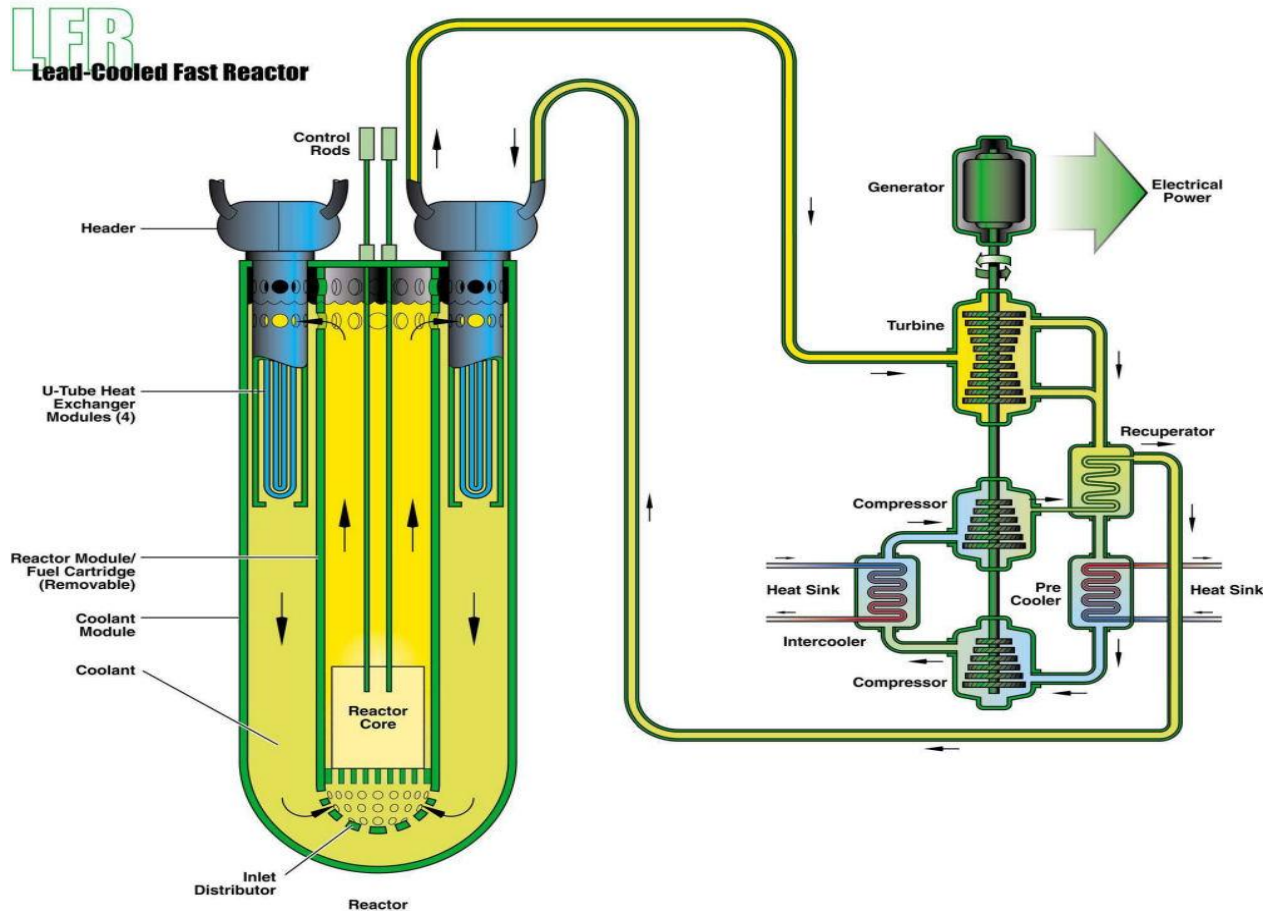 LFR
Lead-Cooled Fast Reactor
Control
Rods
Header
Generator
Electrical
Power
Turbine
U-Tube Heat
Exchanger
Modules (4)
Recuperator
Compressor
Reactor Module/
Fuel Cartridge
(Removable)
Heat Sink
Pre
Cooler
Heat Sink
Coolant
Module
Intercooler
Coolant
Compressor
Reactor
Core
Inlet
Distributor
Reactor